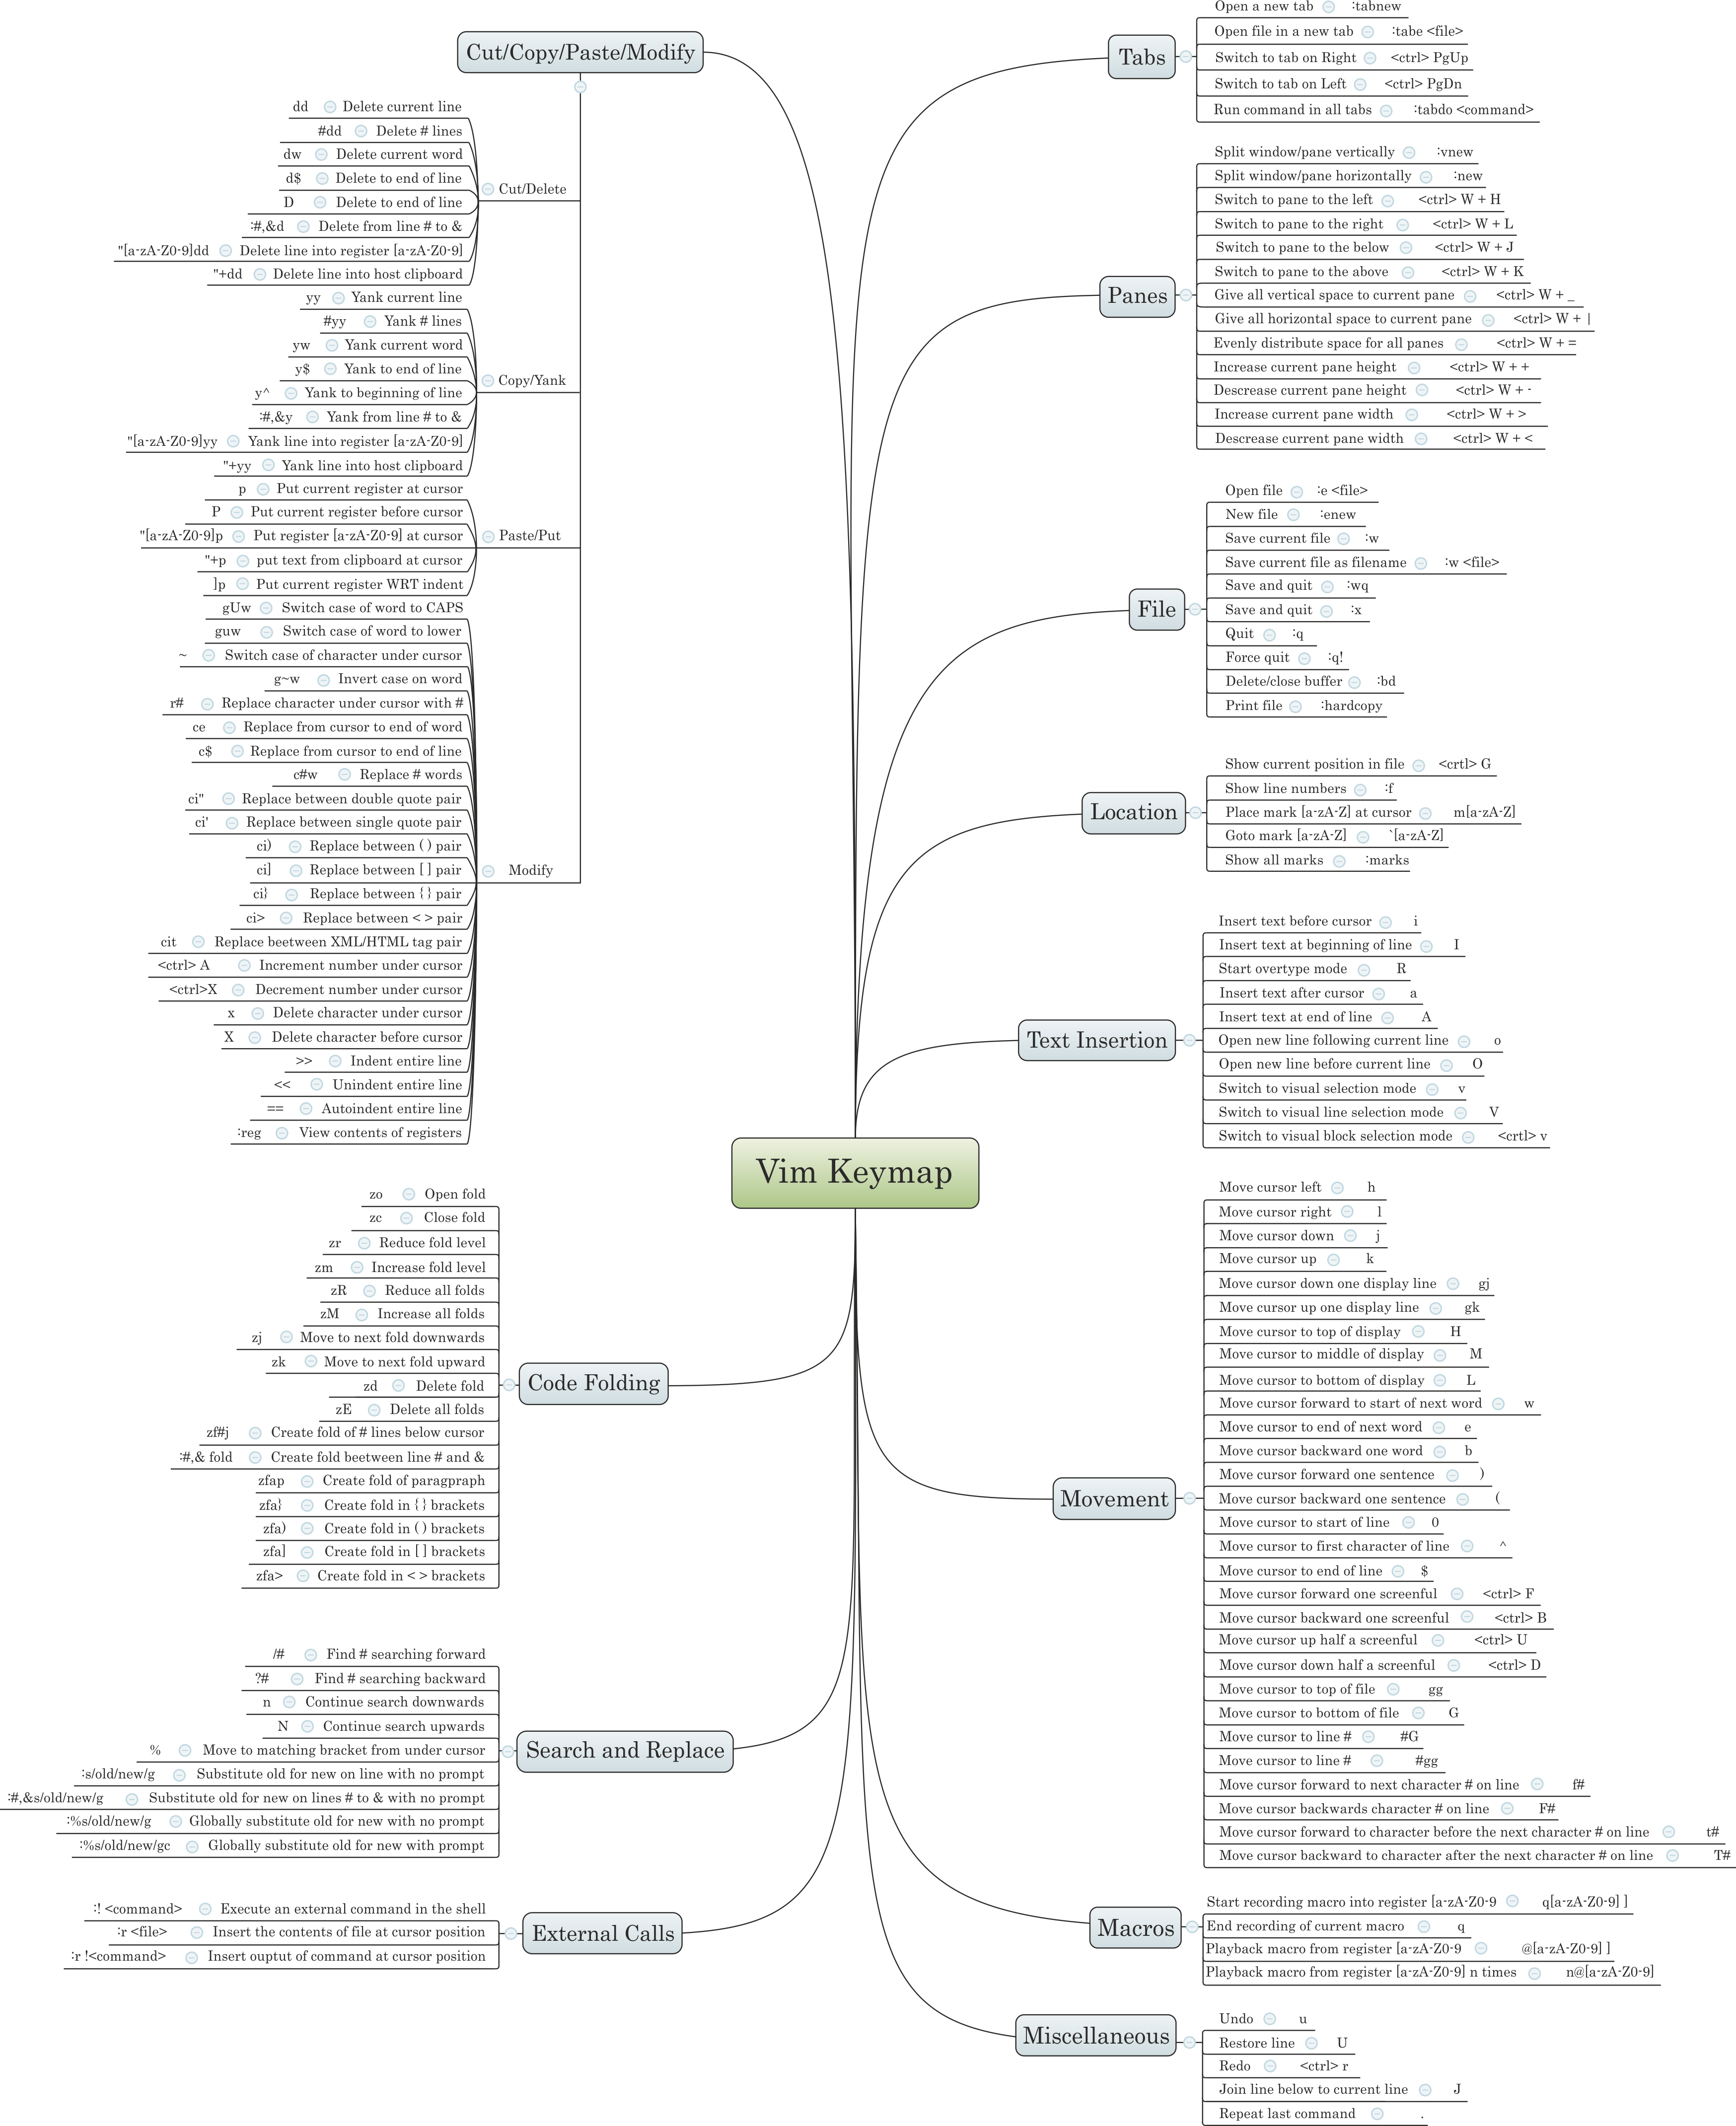 Cut/Copy/Paste/Modify
dd Delete current line
#dd Delete # lines
dw Delete current word
d$ Delete to end of line
D Delete to end of line
:#,&d Delete from line # to &
"[a-zA-Z0-9]dd Delete line into register [a-zA-Z0-9]
"+dd Delete line into host clipboard
Cut/Delete
yy Yank current line
#yy Yank # lines
yw Yank current word
y$ Yank to end of line
y^ Yank to beginning of line
:#,&y Yank from line # to &
"[a-zA-Z0-9]yy Yank line into register [a-zA-Z0-9]
"+yy Yank line into host clipboard
Copy/Yank
p Put current register at cursor
P Put current register before cursor
"[a-zA-Z0-9]p Put register [a-zA-Z0-9] at cursor
"+p put text from clipboard at cursor
]p Put current register WRT indent
Paste/Put
gUw Switch case of word to CAPS
guw Switch case of word to lower
~ Switch case of character under cursor
g~w Invert case on word
r# Replace character under cursor with #
ce Replace from cursor to end of word
c$ Replace from cursor to end of line
c#w Replace # words
ci" Replace between double quote pair
ci' Replace between single quote pair
ci) Replace between ( ) pair
ci] Replace between [ ] pair
ci} Replace between { } pair
ci> Replace between < > pair
cit Replace beetween XML/HTML tag pair
<ctrl> A Increment number under cursor
<ctrl>X Decrement number under cursor
x Delete character under cursor
X Delete character before cursor
>> Indent entire line
<< Unindent entire line
== Autoindent entire line
:reg View contents of registers
Modify
Vim Keymap
zo Open fold
zc Close fold
zr Reduce fold level
zm Increase fold level
zR Reduce all folds
zM Increase all folds
zj Move to next fold downwards
zk Move to next fold upward
zd Delete fold
zE Delete all folds
zf#j Create fold of # lines below cursor
:#,& fold Create fold beetween line # and &
zfap Create fold of paragpraph
zfa} Create fold in { } brackets
zfa) Create fold in ( ) brackets
zfa] Create fold in [ ] brackets
zfa> Create fold in < > brackets
Code Folding
/# Find # searching forward
?# Find # searching backward
n Continue search downwards
N Continue search upwards
% Move to matching bracket from under cursor
:s/old/new/g Substitute old for new on line with no prompt
:#,&s/old/new/g Substitute old for new on lines # to & with no prompt
:%s/old/new/g Globally substitute old for new with no prompt
:%s/old/new/gc Globally substitute old for new with prompt
Search and Replace
:! <command> Execute an external command in the shell
:r <file> Insert the contents of file at cursor position
:r !<command> Insert ouptut of command at cursor position
External Calls
Tabs
Open a new tab :tabnew
Open file in a new tab :tabe <file>
Switch to tab on Right <ctrl> PgUp
Switch to tab on Left <ctrl> PgDn
Run command in all tabs :tabdo <command>
Panes
Split window/pane vertically :vnew
Split window/pane horizontally :new
Switch to pane to the left <ctrl> W + H
Switch to pane to the right <ctrl> W + L
Switch to pane to the below <ctrl> W + J
Switch to pane to the above <ctrl> W + K
Give all vertical space to current pane <ctrl> W + _
Give all horizontal space to current pane <ctrl> W + |
Evenly distribute space for all panes <ctrl> W + =
Increase current pane height <ctrl> W + +
Descrease current pane height <ctrl> W + -
Increase current pane width <ctrl> W + >
Descrease current pane width <ctrl> W + <
File
Open file :e <file>
New file :enew
Save current file :w
Save current file as filename :w <file>
Save and quit :wq
Save and quit :x
Quit :q
Force quit :q!
Delete/close buffer :bd
Print file :hardcopy
Location
Show current position in file <crtl> G
Show line numbers :f
Place mark [a-zA-Z] at cursor m[a-zA-Z]
Goto mark [a-zA-Z] `[a-zA-Z]
Show all marks :marks
Text Insertion
Insert text before cursor i
Insert text at beginning of line I
Start overtype mode R
Insert text after cursor a
Insert text at end of line A
Open new line following current line o
Open new line before current line O
Switch to visual selection mode v
Switch to visual line selection mode V
Switch to visual block selection mode <crtl> v
Movement
Move cursor left h
Move cursor right l
Move cursor down j
Move cursor up k
Move cursor down one display line gj
Move cursor up one display line gk
Move cursor to top of display H
Move cursor to middle of display M
Move cursor to bottom of display L
Move cursor forward to start of next word w
Move cursor to end of next word e
Move cursor backward one word b
Move cursor forward one sentence )
Move cursor backward one sentence (
Move cursor to start of line 0
Move cursor to first character of line ^
Move cursor to end of line $
Move cursor forward one screenful <ctrl> F
Move cursor backward one screenful <ctrl> B
Move cursor up half a screenful <ctrl> U
Move cursor down half a screenful <ctrl> D
Move cursor to top of file gg
Move cursor to bottom of file G
Move cursor to line # #G
Move cursor to line # #gg
Move cursor forward to next character # on line f#
Move cursor backwards character # on line F#
Move cursor forward to character before the next character # on line t#
Move cursor backward to character after the next character # on line T#
Macros
Start recording macro into register [a-zA-Z0-9 q[a-zA-Z0-9] ]
End recording of current macro q
Playback macro from register [a-zA-Z0-9 @[a-zA-Z0-9] ]
Playback macro from register [a-zA-Z0-9] n times n@[a-zA-Z0-9]
Miscellaneous
Undo u
Restore line U
Redo <ctrl> r
Join line below to current line J
Repeat last command .